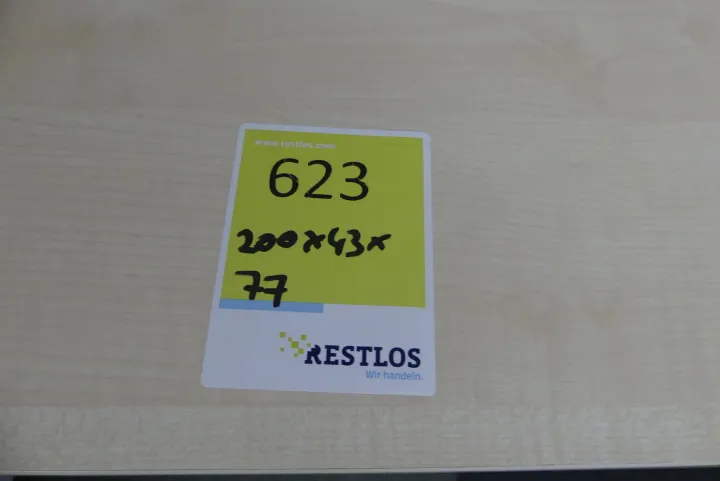 www.restlos.com
623
200x43x
77
RESTLOS
Wir handeln.